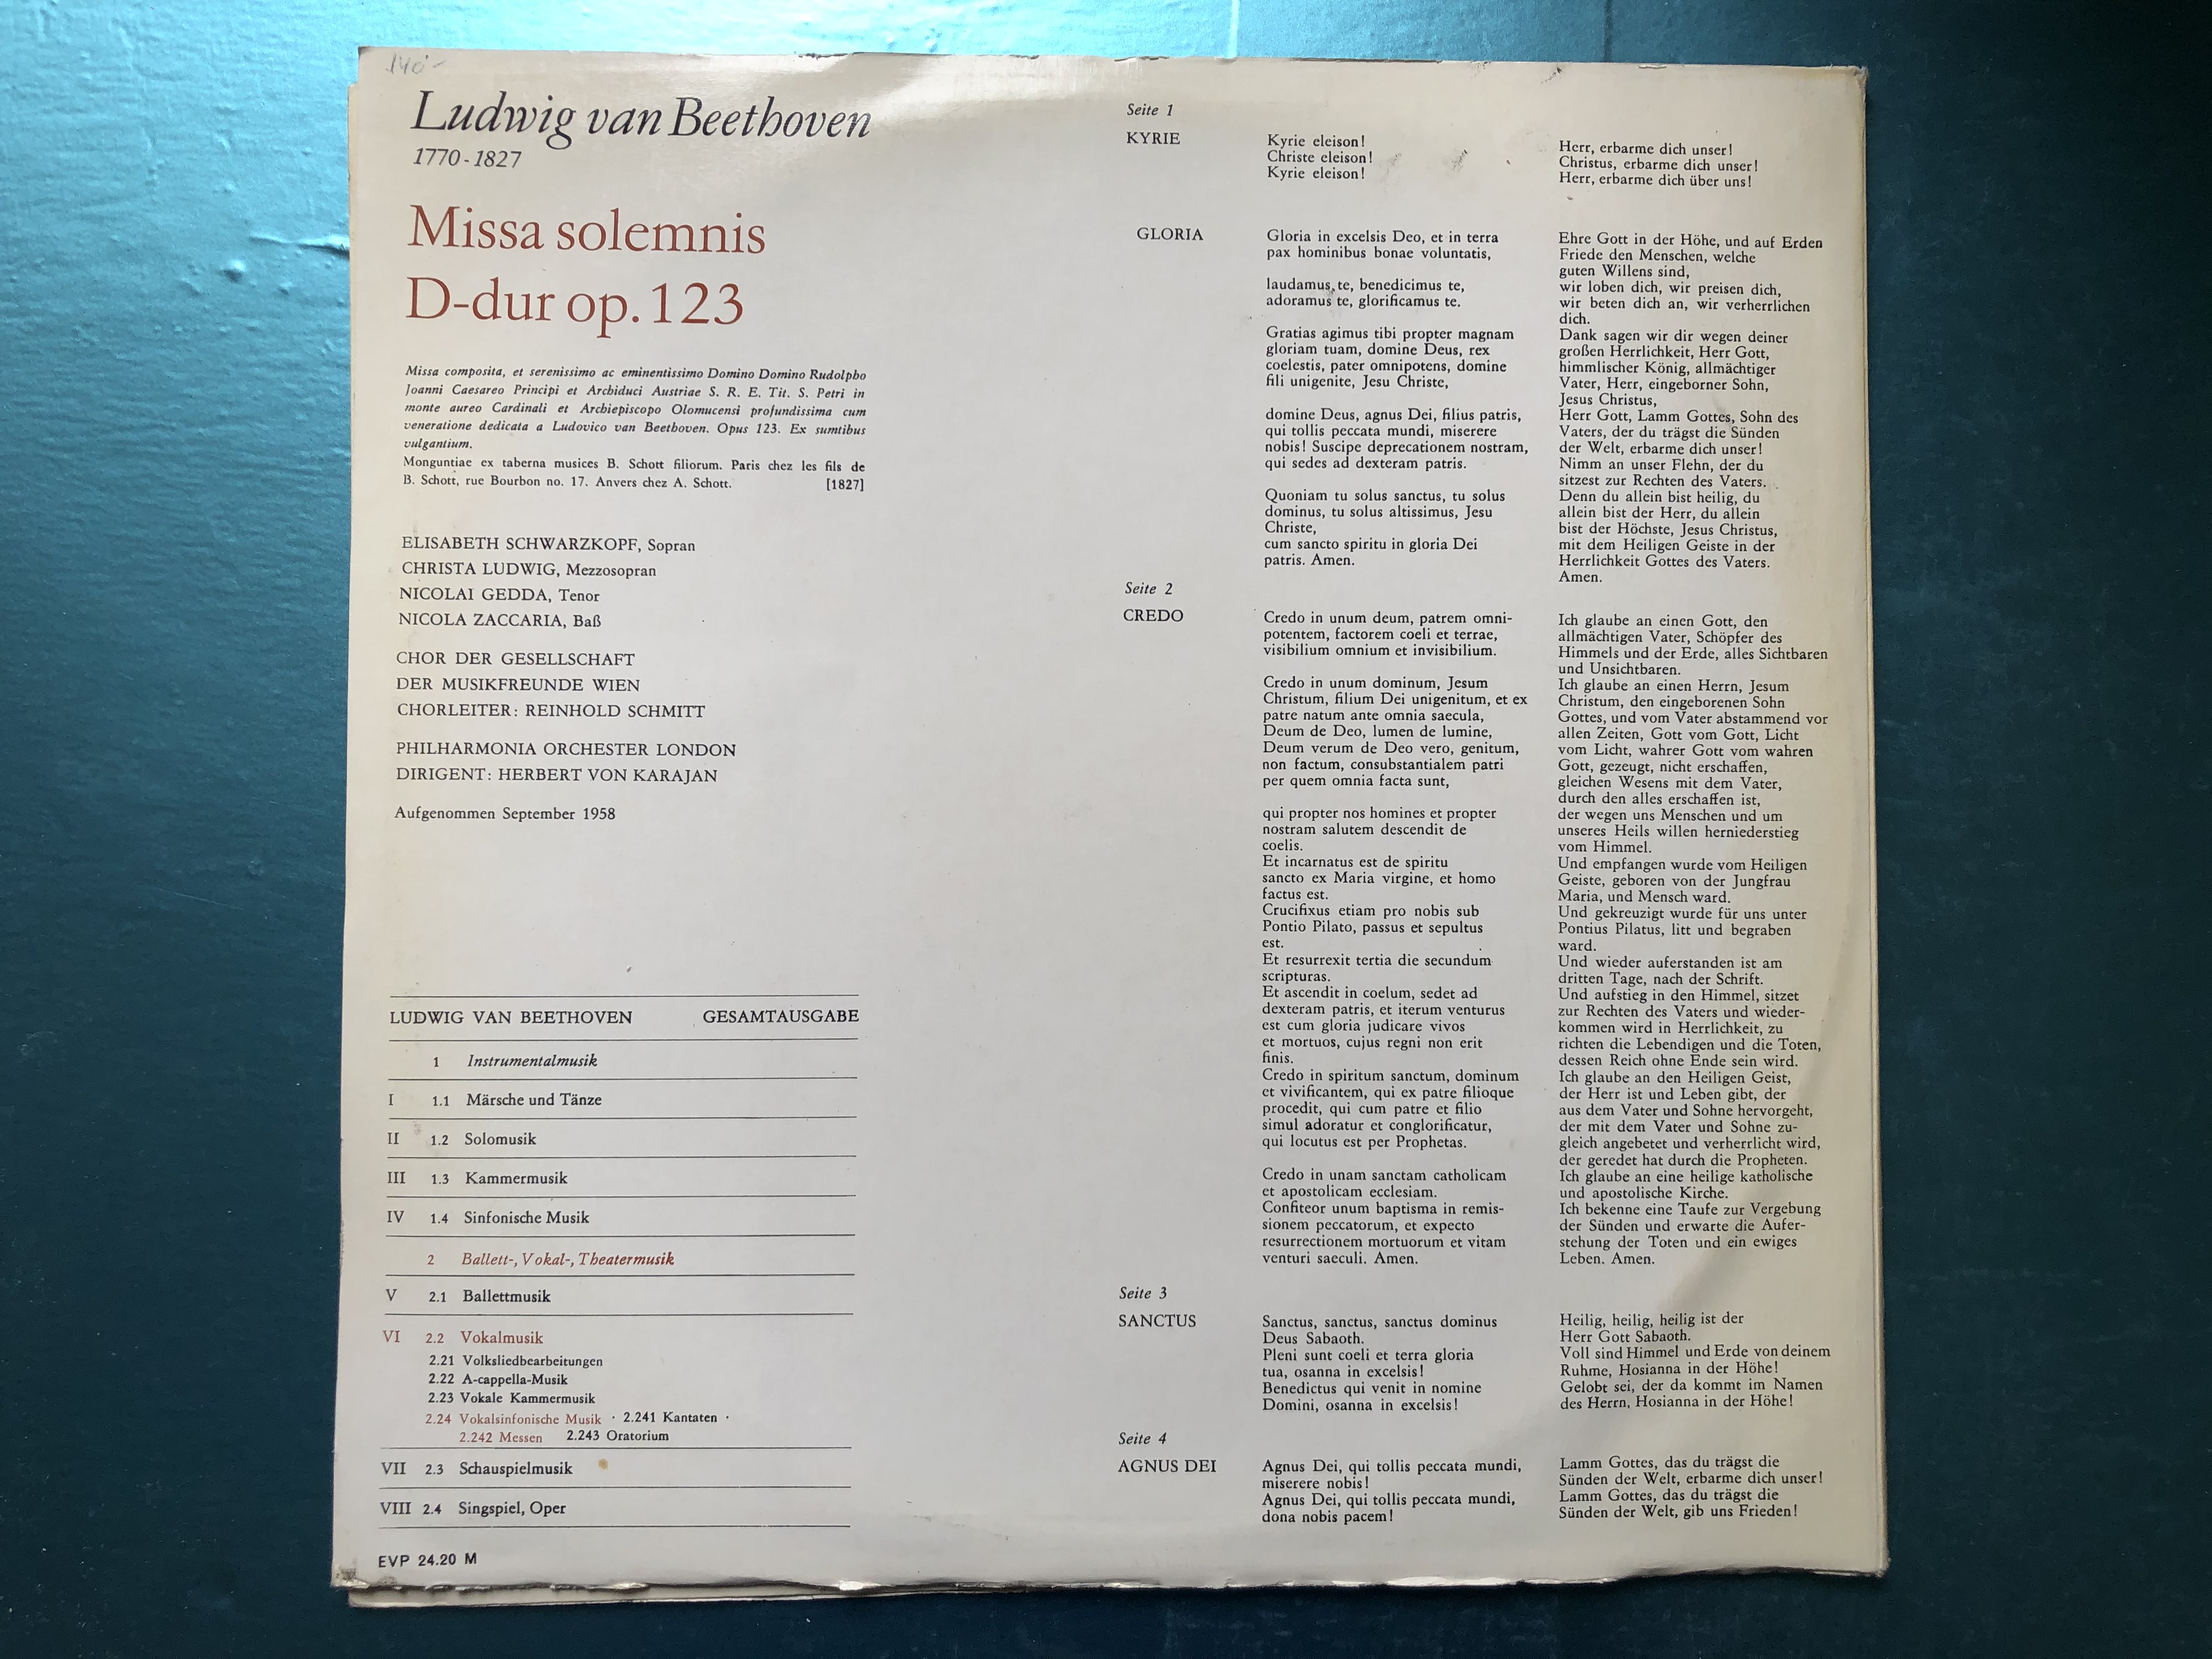 140.-
Ludwig van Beethoven
1770-1827
Missa solemnis
D-dur op. 123
Missa composita, et serenissimo ac eminentissimo Domino Domino Rudolpho
Joanni Caesareo Principi et Archiduci Austriae S. R. E. Tit. S. Petri in
monte aureo Cardinali et Archiepiscopo Olomucensi profundissima cum
veneratione dedicata a Ludovico van Beethoven. Opus 123. Ex sumtibus
vulgantium.
Monguntiae ex taberna musices B. Schott filiorum. Paris chez les fils de
B. Schott, rue Bourbon no. 17. Anvers chez A. Schott. [1827]
ELISABETH SCHWARZKOPF, Sopran
CHRISTA LUDWIG, Mezzosopran
NICOLAI GEDDA, Tenor
NICOLA ZACCARIA, Baß
CHOR DER GESELLSCHAFT
DER MUSIKFREUNDE WIEN
CHORLEITER: REINHOLD SCHMITT
PHILHARMONIA ORCHESTER LONDON
DIRIGENT: HERBERT VON KARAJAN
Aufgenommen September 1958
LUDWIG VAN BEETHOVEN GESAMTAUSGABE
1 Instrumentalmusik
I 1.1 Märsche und Tänze
II 1.2 Solomusik
III 1.3 Kammermusik
IV 1.4 Sinfonische Musik
2 Ballett-, Vokal-, Theatermusik
V 2.1 Ballettmusik
VI 2.2 Vokalmusik
2.21 Volksliedbearbeitungen
2.22 A-cappella-Musik
2.23 Vokale Kammermusik
2.24 Vokalsinfonische Musik · 2.241 Kantaten ·
2.242 Messen 2.243 Oratorium
VII 2.3 Schauspielmusik
VIII 2.4 Singspiel, Oper
EVP 24.20 M
Seite 1
KYRIE
Kyrie eleison!
Christe eleison!
Kyrie eleison!
Herr, erbarme dich unser!
Christus, erbarme dich unser!
Herr, erbarme dich über uns!
GLORIA
Gloria in excelsis Deo, et in terra
pax hominibus bonae voluntatis,
laudamus te, benedicimus te,
adoramus te, glorificamus te.
Gratias agimus tibi propter magnam
gloriam tuam, domine Deus, rex
coelestis, pater omnipotens, domine
fili unigenite, Jesu Christe,
domine Deus, agnus Dei, filius patris,
qui tollis peccata mundi, miserere
nobis! Suscipe deprecationem nostram,
qui sedes ad dexteram patris.
Quoniam tu solus sanctus, tu solus
dominus, tu solus altissimus, Jesu
Christe,
cum sancto spiritu in gloria Dei
patris. Amen.
Ehre Gott in der Höhe, und auf Erden
Friede den Menschen, welche
guten Willens sind,
wir loben dich, wir preisen dich,
wir beten dich an, wir verherrlichen
dich.
Dank sagen wir dir wegen deiner
großen Herrlichkeit, Herr Gott,
himmlischer König, allmächtiger
Vater, Herr, eingeborner Sohn,
Jesus Christus,
Herr Gott, Lamm Gottes, Sohn des
Vaters, der du trägst die Sünden
der Welt, erbarme dich unser!
Nimm an unser Flehn, der du
sitzest zur Rechten des Vaters.
Denn du allein bist heilig, du
allein bist der Herr, du allein
bist der Höchste, Jesus Christus,
mit dem Heiligen Geiste in der
Herrlichkeit Gottes des Vaters.
Amen.
Seite 2
CREDO
Credo in unum deum, patrem omni-
potentem, factorem coeli et terrae,
visibilium omnium et invisibilium.
Credo in unum dominum, Jesum
Christum, filium Dei unigenitum, et ex
patre natum ante omnia saecula,
Deum de Deo, lumen de lumine,
Deum verum de Deo vero, genitum,
non factum, consubstantialem patri
per quem omnia facta sunt,
qui propter nos homines et propter
nostram salutem descendit de
coelis.
Et incarnatus est de spiritu
sancto ex Maria virgine, et homo
factus est.
Crucifixus etiam pro nobis sub
Pontio Pilato, passus et sepultus
est.
Et resurrexit tertia die secundum
scripturas.
Et ascendit in coelum, sedet ad
dexteram patris, et iterum venturus
est cum gloria judicare vivos
et mortuos, cujus regni non erit
finis.
Credo in spiritum sanctum, dominum
et vivificantem, qui ex patre filioque
procedit, qui cum patre et filio
simul adoratur et conglorificatur,
qui locutus est per Prophetas.
Credo in unam sanctam catholicam
et apostolicam ecclesiam.
Confiteor unum baptisma in remis-
sionem peccatorum, et expecto
resurrectionem mortuorum et vitam
venturi saeculi. Amen.
Ich glaube an einen Gott, den
allmächtigen Vater, Schöpfer des
Himmels und der Erde, alles Sichtbaren
und Unsichtbaren.
Ich glaube an einen Herrn, Jesum
Christum, den eingeborenen Sohn
Gottes, und vom Vater abstammend vor
allen Zeiten, Gott vom Gott, Licht
vom Licht, wahrer Gott vom wahren
Gott, gezeugt, nicht erschaffen,
gleichen Wesens mit dem Vater,
durch den alles erschaffen ist,
der wegen uns Menschen und um
unseres Heils willen herniederstieg
vom Himmel.
Und empfangen wurde vom Heiligen
Geiste, geboren von der Jungfrau
Maria, und Mensch ward.
Und gekreuzigt wurde für uns unter
Pontius Pilatus, litt und begraben
ward.
Und wieder auferstanden ist am
dritten Tage, nach der Schrift.
Und aufstieg in den Himmel, sitzet
zur Rechten des Vaters und wieder-
kommen wird in Herrlichkeit, zu
richten die Lebendigen und die Toten,
dessen Reich ohne Ende sein wird.
Ich glaube an den Heiligen Geist,
der Herr ist und Leben gibt, der
aus dem Vater und Sohne hervorgeht,
der mit dem Vater und Sohne zu-
gleich angebetet und verherrlicht wird,
der geredet hat durch die Propheten.
Ich glaube an eine heilige katholische
und apostolische Kirche.
Ich bekenne eine Taufe zur Vergebung
der Sünden und erwarte die Aufer-
stehung der Toten und ein ewiges
Leben. Amen.
Seite 3
SANCTUS
Sanctus, sanctus, sanctus dominus
Deus Sabaoth.
Pleni sunt coeli et terra gloria
tua, osanna in excelsis!
Benedictus qui venit in nomine
Domini, osanna in excelsis!
Heilig, heilig, heilig ist der
Herr Gott Sabaoth.
Voll sind Himmel und Erde von deinem
Ruhme, Hosianna in der Höhe!
Gelobt sei, der da kommt im Namen
des Herrn, Hosianna in der Höhe!
Seite 4
AGNUS DEI
Agnus Dei, qui tollis peccata mundi,
miserere nobis!
Agnus Dei, qui tollis peccata mundi,
dona nobis pacem!
Lamm Gottes, das du trägst die
Sünden der Welt, erbarme dich unser!
Lamm Gottes, das du trägst die
Sünden der Welt, gib uns Frieden!